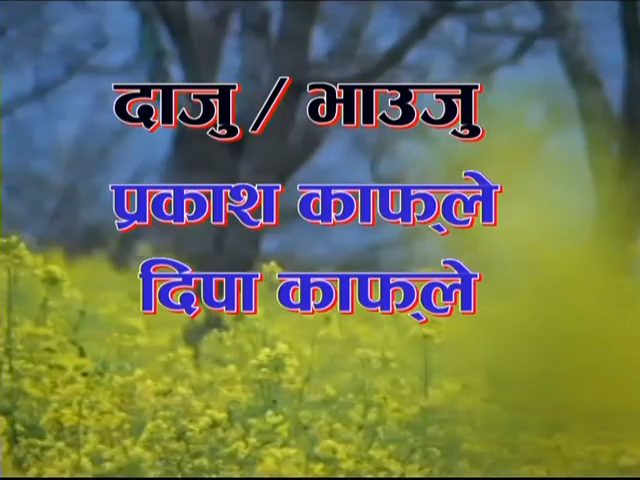 दाजु / भाउजु
प्रकाश काफ्ले
दिपा काफ्ले